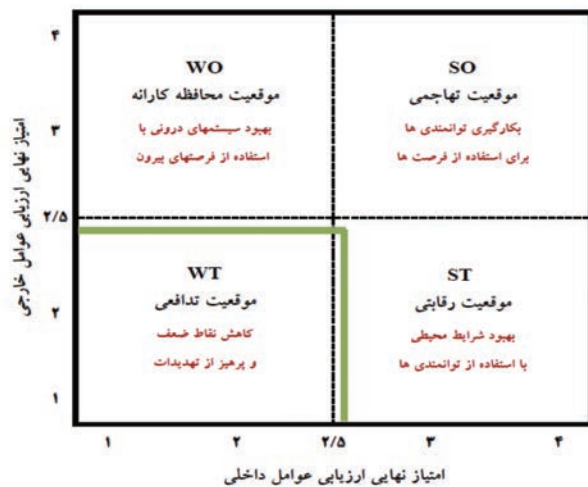 امتیاز نهایی ارزیابی عوامل خارجی
۴
۳
۲/۵
۲
۱
WO
موقعیت محافظه کارانه
بهبود سیستمهای درونی با
استفاده از فرصتهای بیرون
SO
موقعیت تهاجمی
بکارگیری توانمندی ها
برای استفاده از فرصت ها
WT
موقعیت تدافعی
کاهش نقاط ضعف
و پرهیز از تهدیدات
ST
موقعیت رقابتی
بهبود شرایط محیطی
با استفاده از توانمندی ها
۱
۲
۲/۵
۳
۴
امتیاز نهایی ارزیابی عوامل داخلی